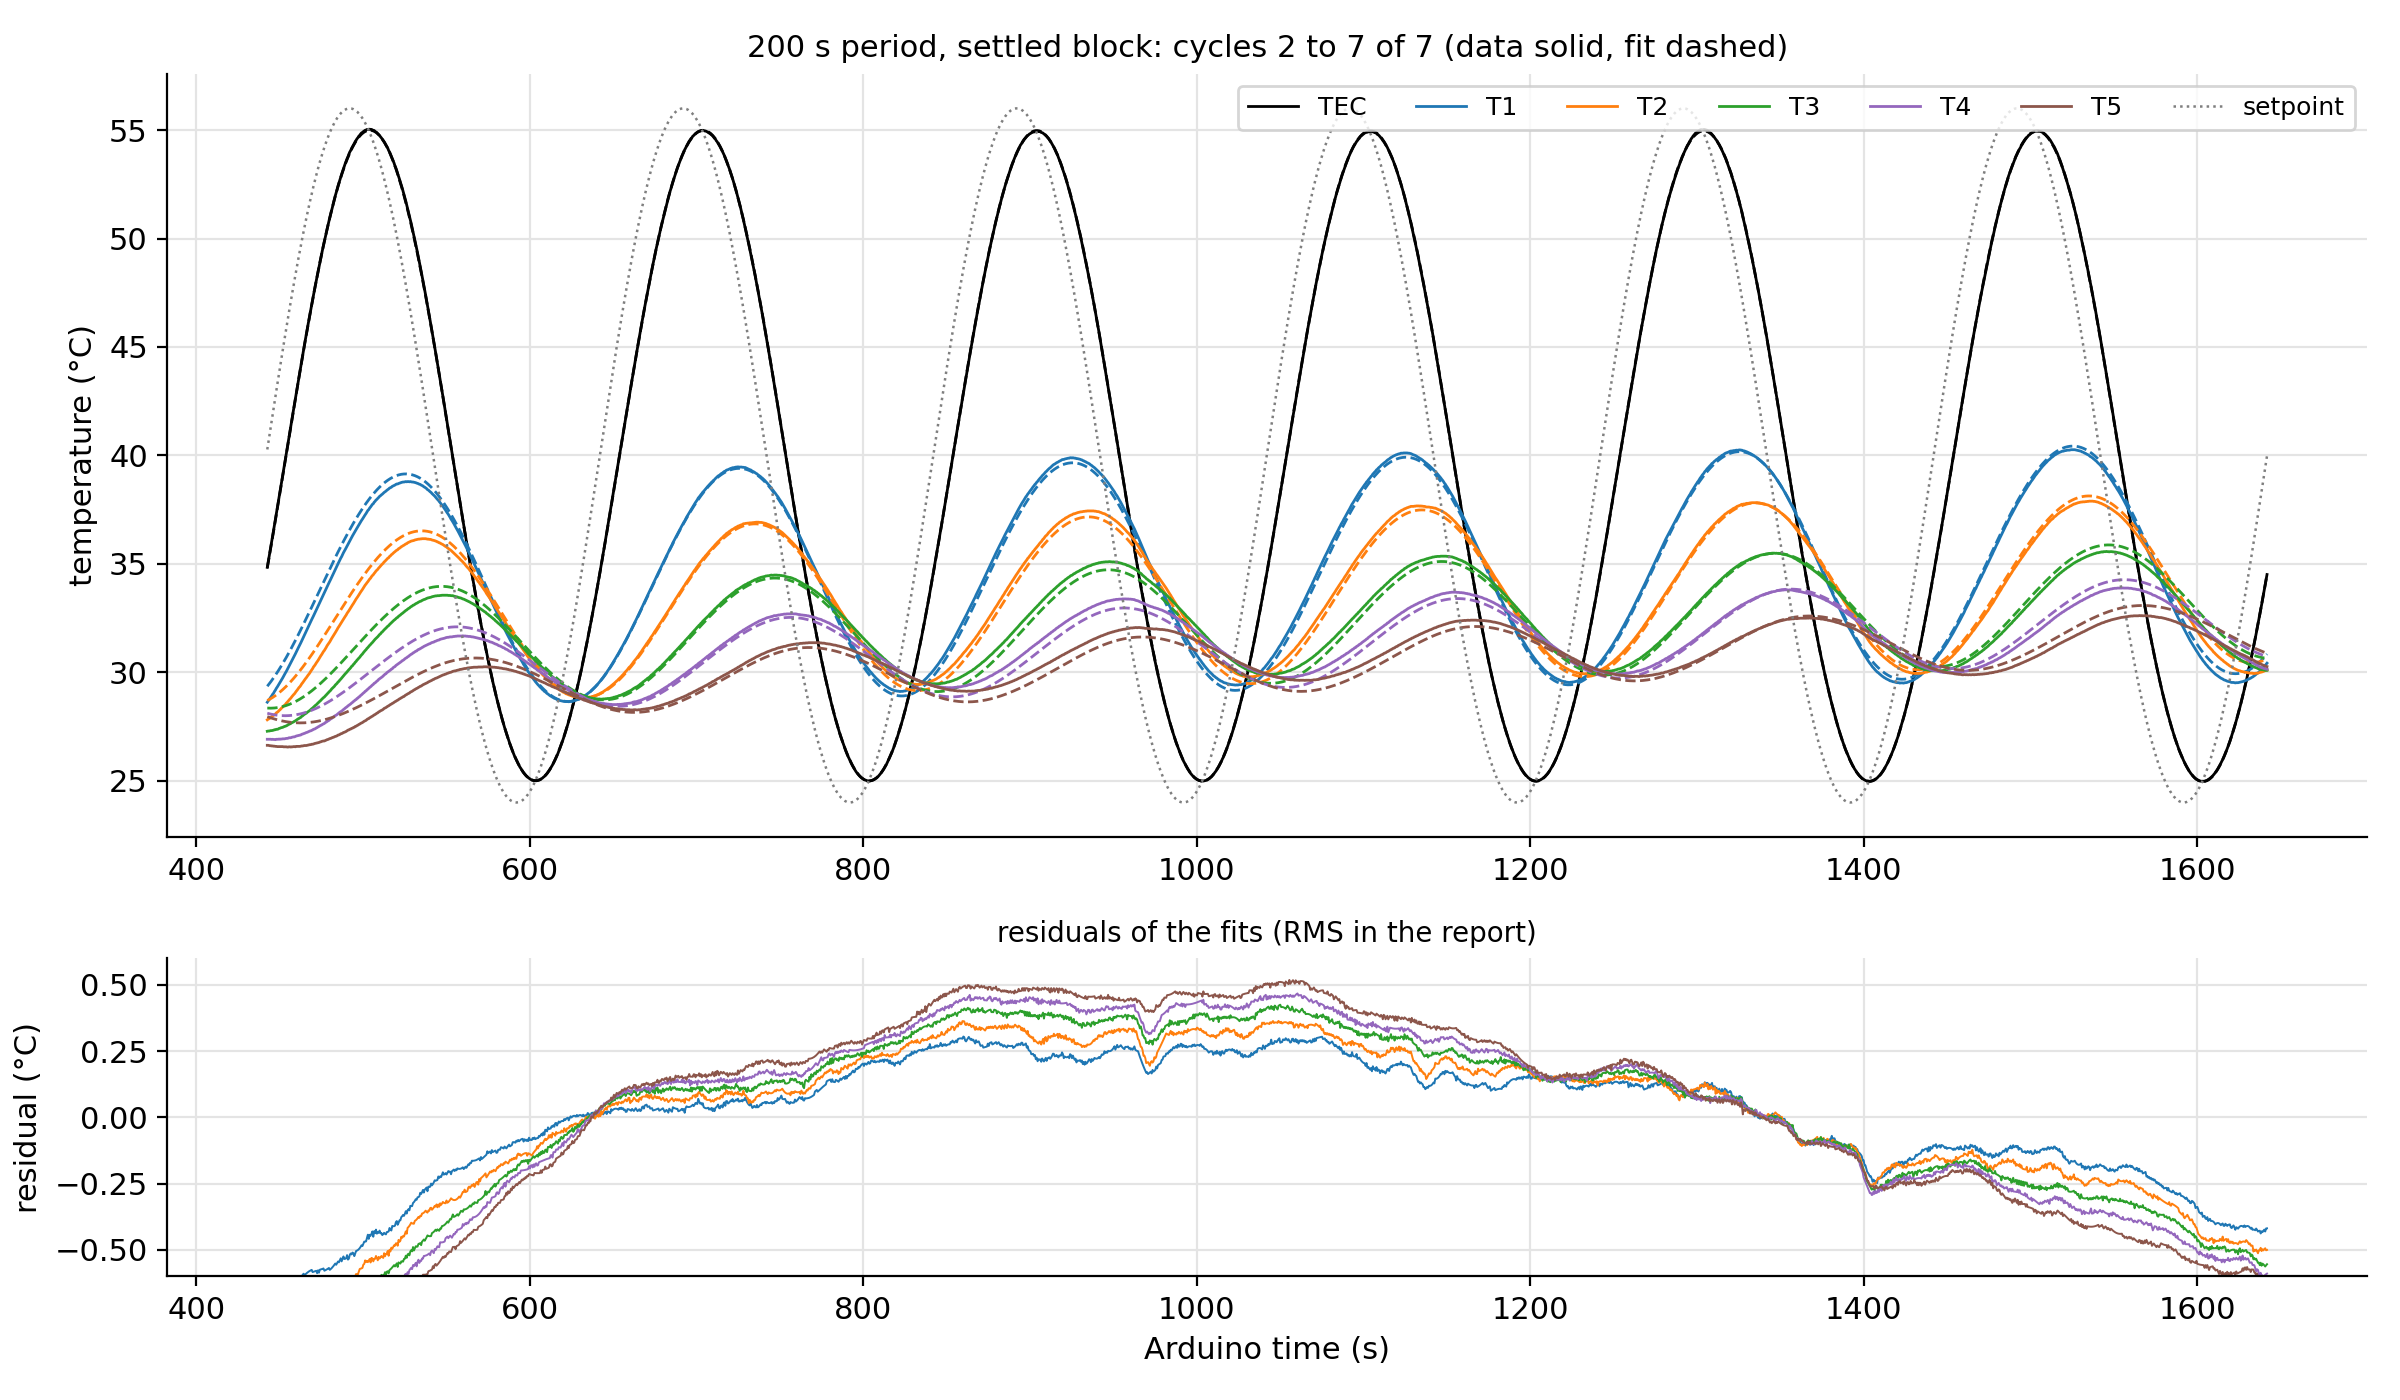 200 s period, settled block: cycles 2 to 7 of 7 (data solid, fit dashed)
TEC T1 T2 T3 T4 T5 setpoint
temperature (°C)
55
50
45
40
35
30
25
400 600 800 1000 1200 1400 1600
residuals of the fits (RMS in the report)
residual (°C)
0.50
0.25
0.00
−0.25
−0.50
400 600 800 1000 1200 1400 1600
Arduino time (s)